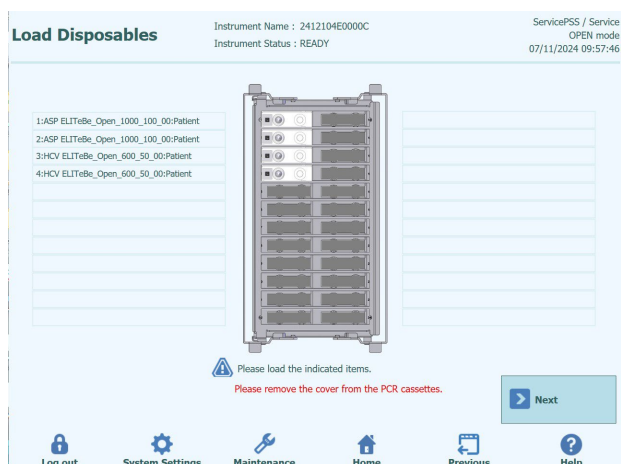 Load Disposables
Instrument Name : 2412104E0000C
Instrument Status : READY
ServicePSS / Service
OPEN mode
07/11/2024 09:57:46
1:ASP ELITeBe_Open_1000_100_00:Patient
2:ASP ELITeBe_Open_1000_100_00:Patient
3:HCV ELITeBe_Open_600_50_00:Patient
4:HCV ELITeBe_Open_600_50_00:Patient
Please load the indicated items.
Please remove the cover from the PCR cassettes.
Next
Log out
System Settings
Maintenance
Home
Previous
Help